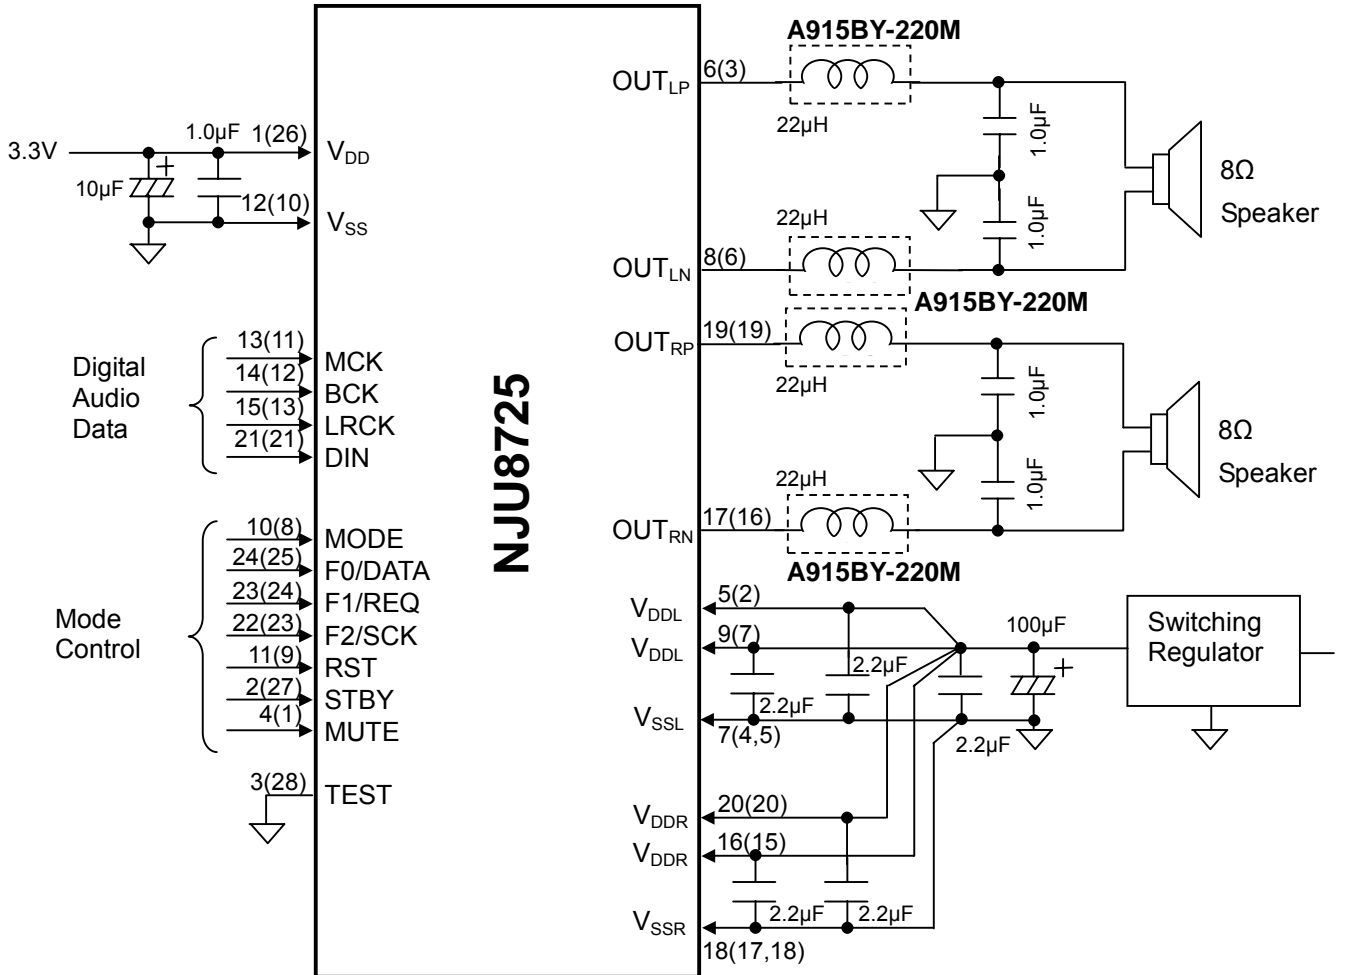 A915BY-220M
OUTLP
6(3)
22µH
1.0µF
1.0µF
8Ω
Speaker
22µH
OUTLN
8(6)
A915BY-220M
3.3V
1.0µF
1(26)
VDD
10µF
+
12(10)
VSS
OUTRP
19(19)
22µH
1.0µF
1.0µF
8Ω
Speaker
22µH
OUTRN
17(16)
A915BY-220M
Digital
Audio
Data
13(11)
MCK
14(12)
BCK
15(13)
LRCK
21(21)
DIN
NJU8725
Mode
Control
10(8)
MODE
24(25)
F0/DATA
23(24)
F1/REQ
22(23)
F2/SCK
11(9)
RST
2(27)
STBY
4(1)
MUTE
3(28)
TEST
VDDL
5(2)
VDDL
9(7)
2.2µF
2.2µF
VSSL
7(4,5)
100µF
+
2.2µF
Switching
Regulator
VDDR
20(20)
VDDR
16(15)
2.2µF
2.2µF
VSSR
18(17,18)